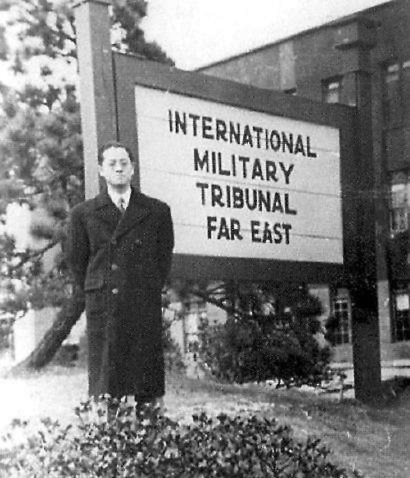 INTERNATIONAL
MILITARY
TRIBUNAL
FAR EAST